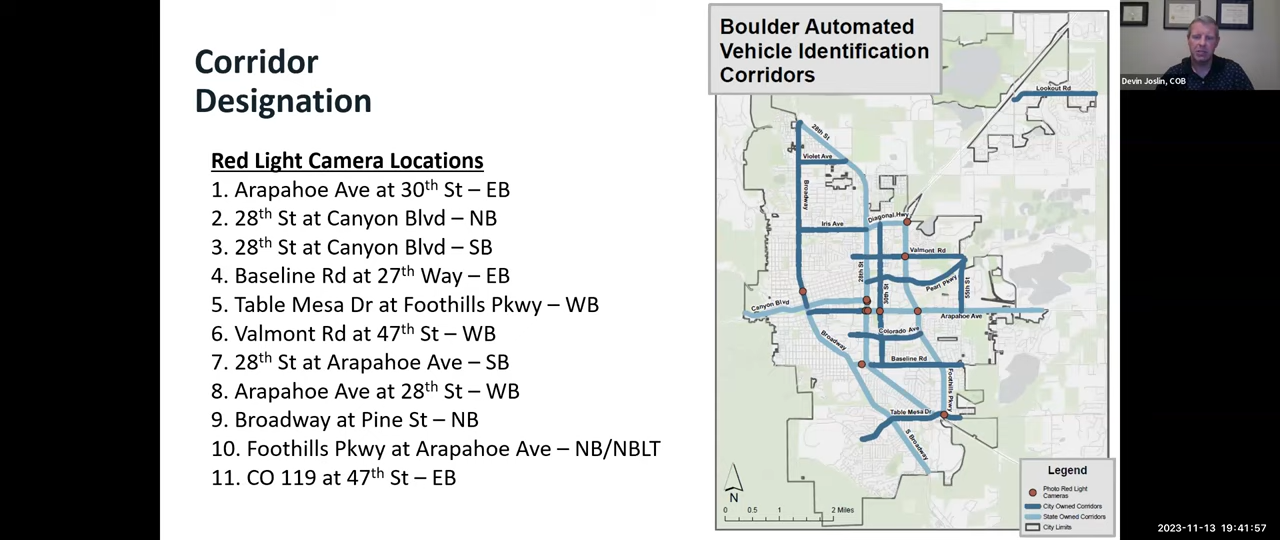 Corridor
Designation
Red Light Camera Locations
1. Arapahoe Ave at 30th St – EB
2. 28th St at Canyon Blvd – NB
3. 28th St at Canyon Blvd – SB
4. Baseline Rd at 27th Way – EB
5. Table Mesa Dr at Foothills Pkwy – WB
6. Valmont Rd at 47th St – WB
7. 28th St at Arapahoe Ave – SB
8. Arapahoe Ave at 28th St – WB
9. Broadway at Pine St – NB
10. Foothills Pkwy at Arapahoe Ave – NB/NBLT
11. CO 119 at 47th St – EB
Boulder Automated
Vehicle Identification
Corridors
Lookout Rd
28th St
Violet Ave
Broadway
Diagonal Hwy
Iris Ave
Valmont Rd
28th St
30th St
Pearl Pkwy
55th St
Canyon Blvd
Arapahoe Ave
Broadway
Colorado Ave
Baseline Rd
Foothills Pkwy
Table Mesa Dr
S Broadway
N
0 0.5 1 2 Miles
Legend
Photo Red Light
Cameras
City Owned Corridors
State Owned Corridors
City Limits
Devin Joslin, COB
2023-11-13 19:41:57